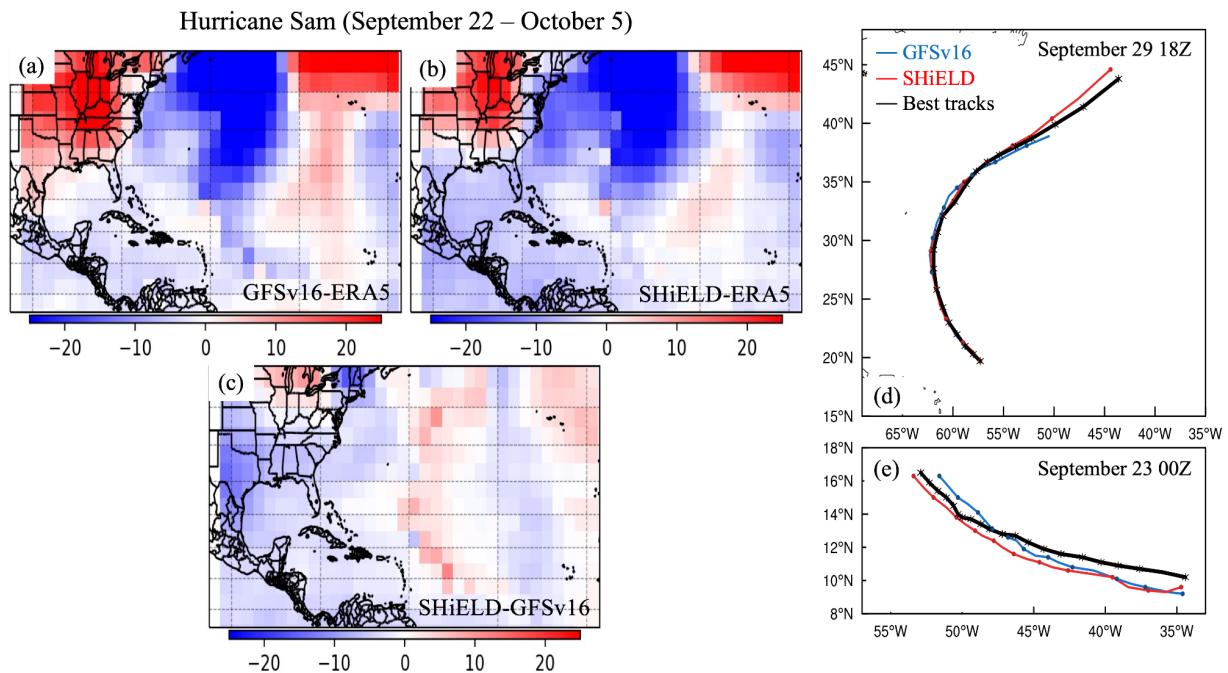 Hurricane Sam (September 22 – October 5)
(a)
GFSv16-ERA5
−20 −10 0 10 20
(b)
SHiELD-ERA5
−20 −10 0 10 20
(c)
SHiELD-GFSv16
−20 −10 0 10 20
GFSv16
SHiELD
Best tracks
September 29 18Z
45°N
40°N
35°N
30°N
25°N
20°N
15°N
(d)
65°W 60°W 55°W 50°W 45°W 40°W 35°W
(e)
September 23 00Z
18°N
16°N
14°N
12°N
10°N
8°N
55°W 50°W 45°W 40°W 35°W